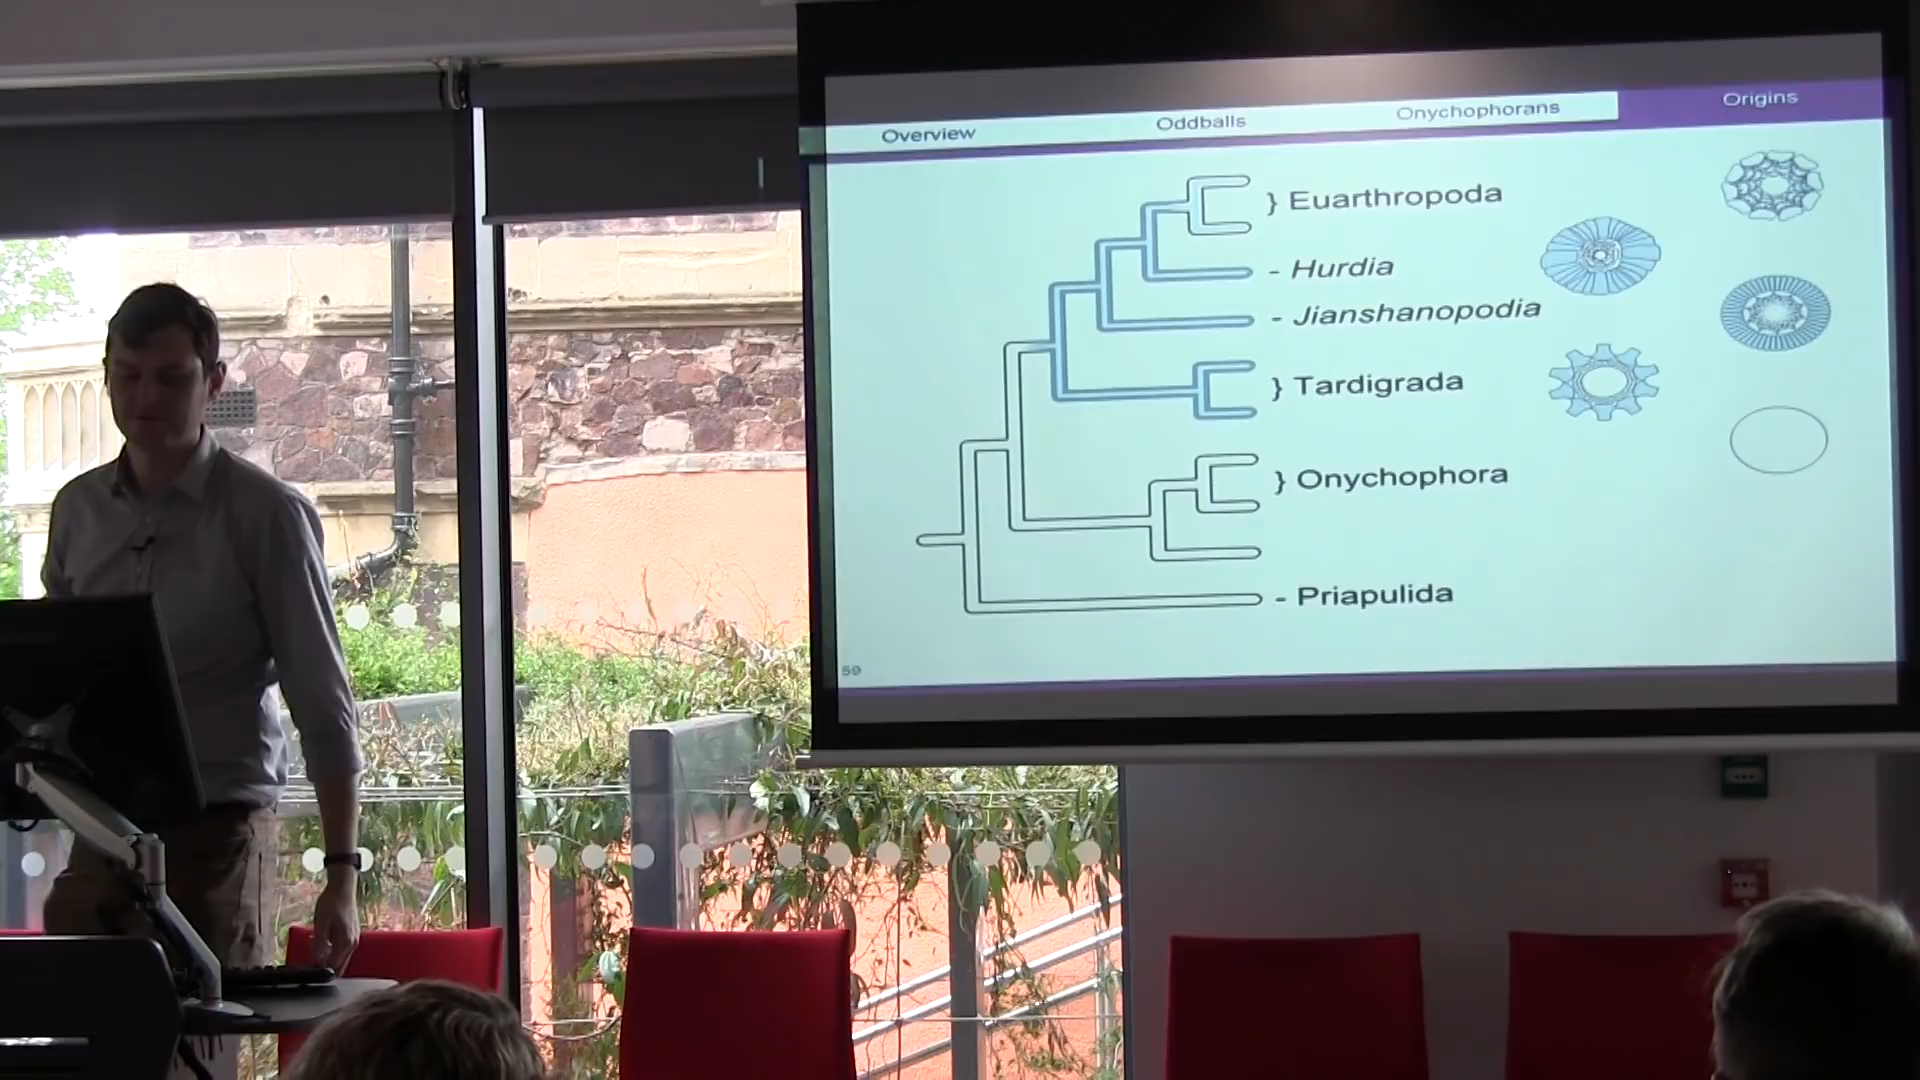 Overview Oddballs Onychophorans Origins
} Euarthropoda
- Hurdia
- Jianshanopodia
} Tardigrada
} Onychophora
- Priapulida
59